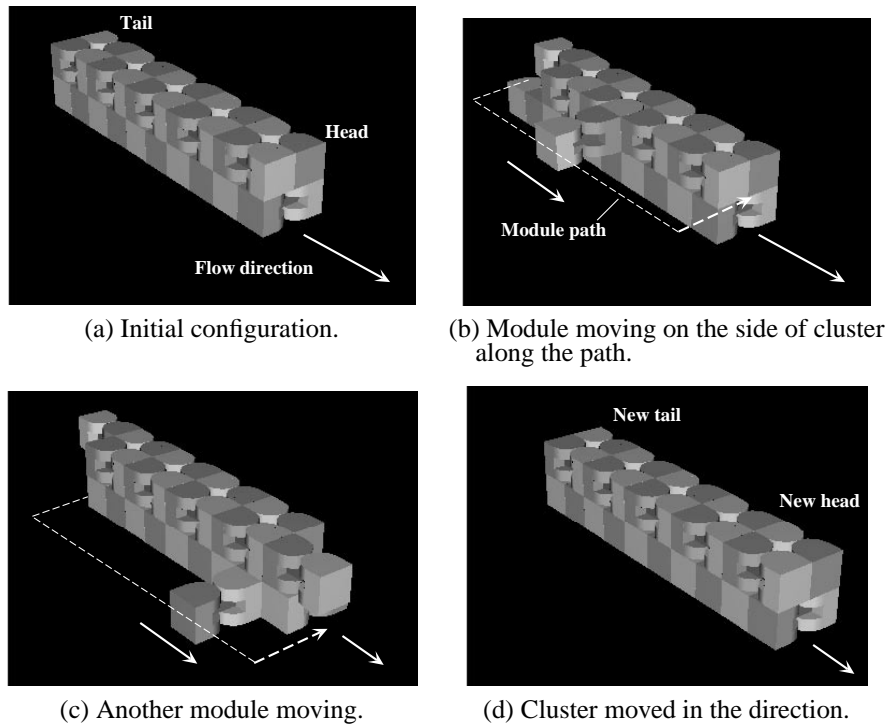 Tail
Head
Flow direction
(a) Initial configuration.
Module path
(b) Module moving on the side of cluster
along the path.
(c) Another module moving.
New tail
New head
(d) Cluster moved in the direction.